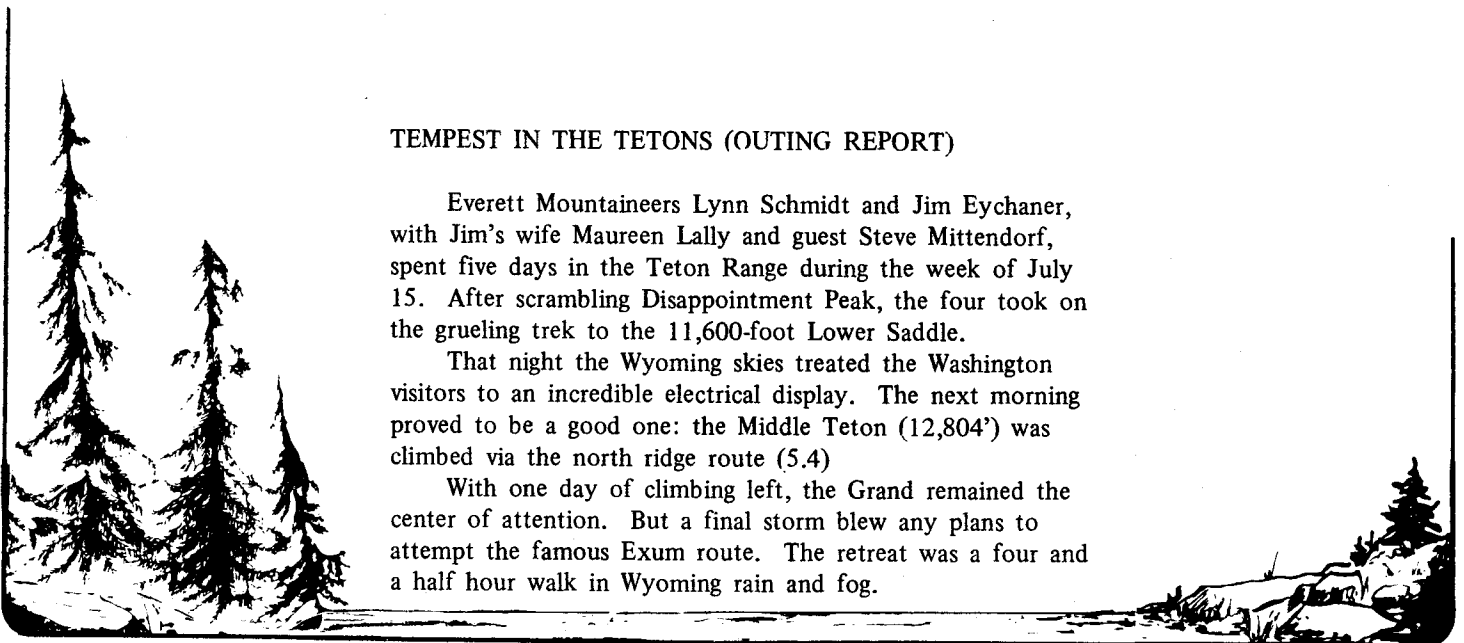 TEMPEST IN THE TETONS (OUTING REPORT)
Everett Mountaineers Lynn Schmidt and Jim Eychaner,
with Jim's wife Maureen Lally and guest Steve Mittendorf,
spent five days in the Teton Range during the week of July
15. After scrambling Disappointment Peak, the four took on
the grueling trek to the 11,600-foot Lower Saddle.
That night the Wyoming skies treated the Washington
visitors to an incredible electrical display. The next morning
proved to be a good one: the Middle Teton (12,804') was
climbed via the north ridge route (5.4)
With one day of climbing left, the Grand remained the
center of attention. But a final storm blew any plans to
attempt the famous Exum route. The retreat was a four and
a half hour walk in Wyoming rain and fog.